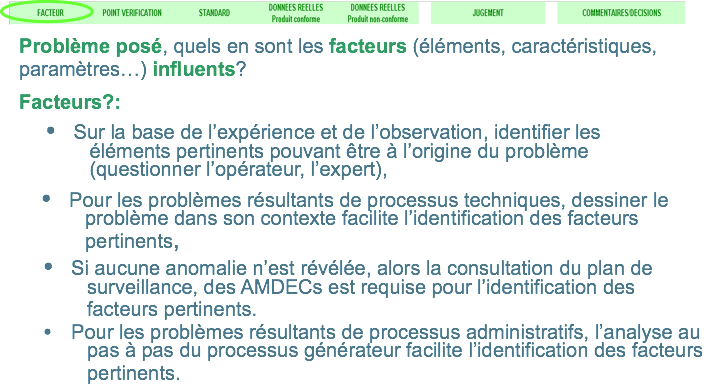 FACTEUR POINT VERIFICATION STANDARD DONNEES REELLES Produit conforme DONNEES REELLES Produit non-conforme JUGEMENT COMMENTAIRES/DECISIONS
Problème posé, quels en sont les facteurs (éléments, caractéristiques,
paramètres…) influents?
Facteurs?:
• Sur la base de l’expérience et de l’observation, identifier les
éléments pertinents pouvant être à l’origine du problème
(questionner l’opérateur, l’expert),
• Pour les problèmes résultants de processus techniques, dessiner le
problème dans son contexte facilite l’identification des facteurs
pertinents,
• Si aucune anomalie n’est révélée, alors la consultation du plan de
surveillance, des AMDECs est requise pour l’identification des
facteurs pertinents.
• Pour les problèmes résultants de processus administratifs, l’analyse au
pas à pas du processus générateur facilite l’identification des facteurs
pertinents.